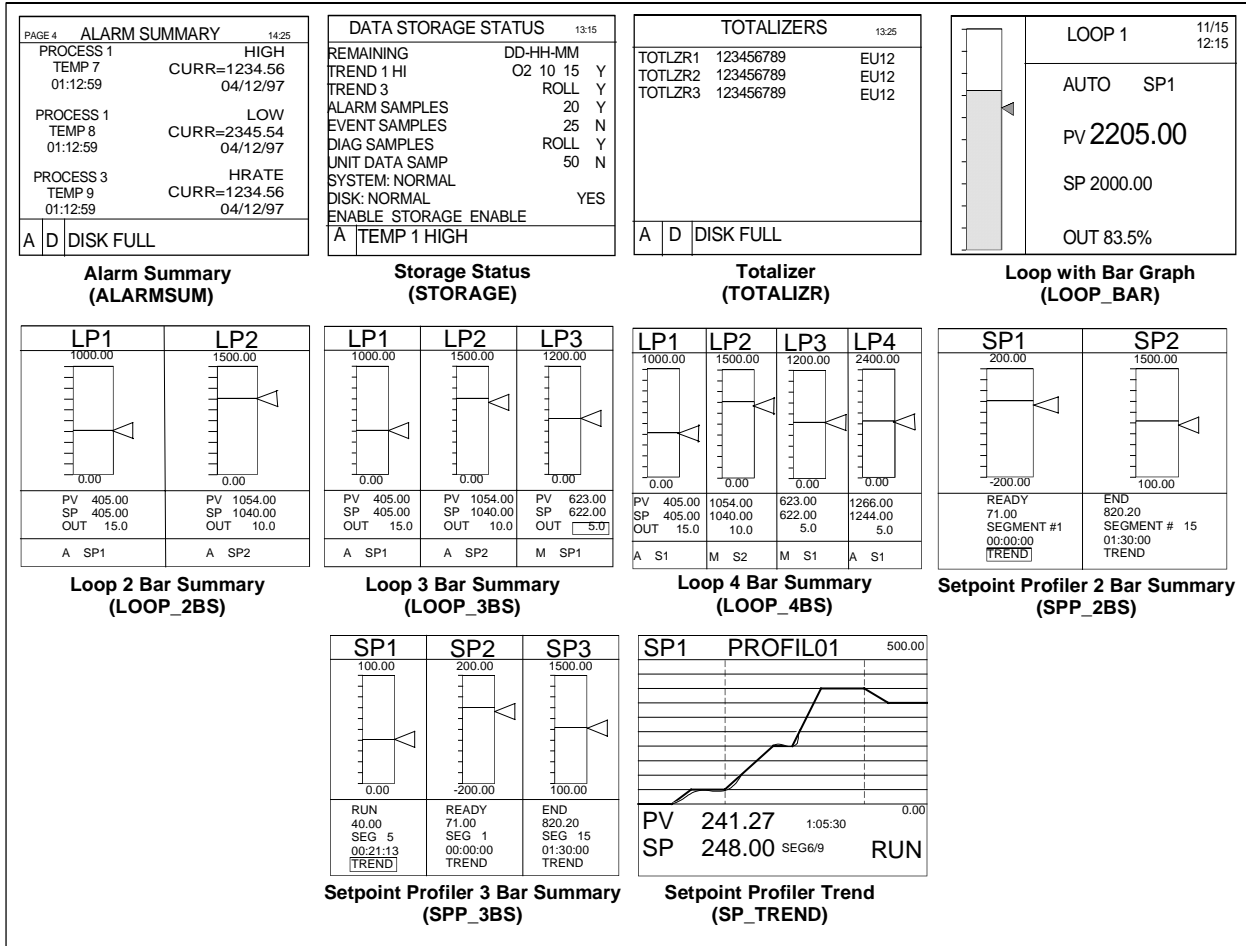 PAGE 4 ALARM SUMMARY 14:25
PROCESS 1 HIGH
TEMP 7 CURR=1234.56
01:12:59 04/12/97
PROCESS 1 LOW
TEMP 8 CURR=2345.54
01:12:59 04/12/97
PROCESS 3 HRATE
TEMP 9 CURR=1234.56
01:12:59 04/12/97
A D DISK FULL
Alarm Summary
(ALARMSUM)
DATA STORAGE STATUS 13:15
REMAINING DD-HH-MM
TREND 1 HI O2 10 15 Y
TREND 3 ROLL Y
ALARM SAMPLES 20 Y
EVENT SAMPLES 25 N
DIAG SAMPLES ROLL Y
UNIT DATA SAMP 50 N
SYSTEM: NORMAL
DISK: NORMAL YES
ENABLE STORAGE ENABLE
A TEMP 1 HIGH
Storage Status
(STORAGE)
TOTALIZERS 13:25
TOTLZR1 123456789 EU12
TOTLZR2 123456789 EU12
TOTLZR3 123456789 EU12
A D DISK FULL
Totalizer
(TOTALIZR)
LOOP 1 11/15
12:15
AUTO SP1
PV 2205.00
SP 2000.00
OUT 83.5%
Loop with Bar Graph
(LOOP_BAR)
LP1 LP2
1000.00 1500.00
0.00 0.00
PV 405.00 PV 1054.00
SP 405.00 SP 1040.00
OUT 15.0 OUT 10.0
A SP1 A SP2
Loop 2 Bar Summary
(LOOP_2BS)
LP1 LP2 LP3
1000.00 1500.00 1200.00
0.00 0.00 0.00
PV 405.00 PV 1054.00 PV 623.00
SP 405.00 SP 1040.00 SP 622.00
OUT 15.0 OUT 10.0 OUT 5.0
A SP1 A SP2 M SP1
Loop 3 Bar Summary
(LOOP_3BS)
LP1 LP2 LP3 LP4
1000.00 1500.00 1200.00 2400.00
0.00 0.00 0.00 0.00
PV 405.00 1054.00 623.00 1266.00
SP 405.00 1040.00 622.00 1244.00
OUT 15.0 10.0 5.0 5.0
A S1 M S2 M S1 A S1
Loop 4 Bar Summary
(LOOP_4BS)
SP1 SP2
200.00 1500.00
-200.00 100.00
READY END
71.00 820.20
SEGMENT #1 SEGMENT # 15
00:00:00 01:30:00
TREND TREND
Setpoint Profiler 2 Bar Summary
(SPP_2BS)
SP1 SP2 SP3
100.00 200.00 1500.00
0.00 -200.00 100.00
RUN READY END
40.00 71.00 820.20
SEG 5 SEG 1 SEG 15
00:21:13 00:00:00 01:30:00
TREND TREND TREND
Setpoint Profiler 3 Bar Summary
(SPP_3BS)
SP1 PROFIL01 500.00
0.00
PV 241.27 1:05:30
SP 248.00 SEG6/9 RUN
Setpoint Profiler Trend
(SP_TREND)